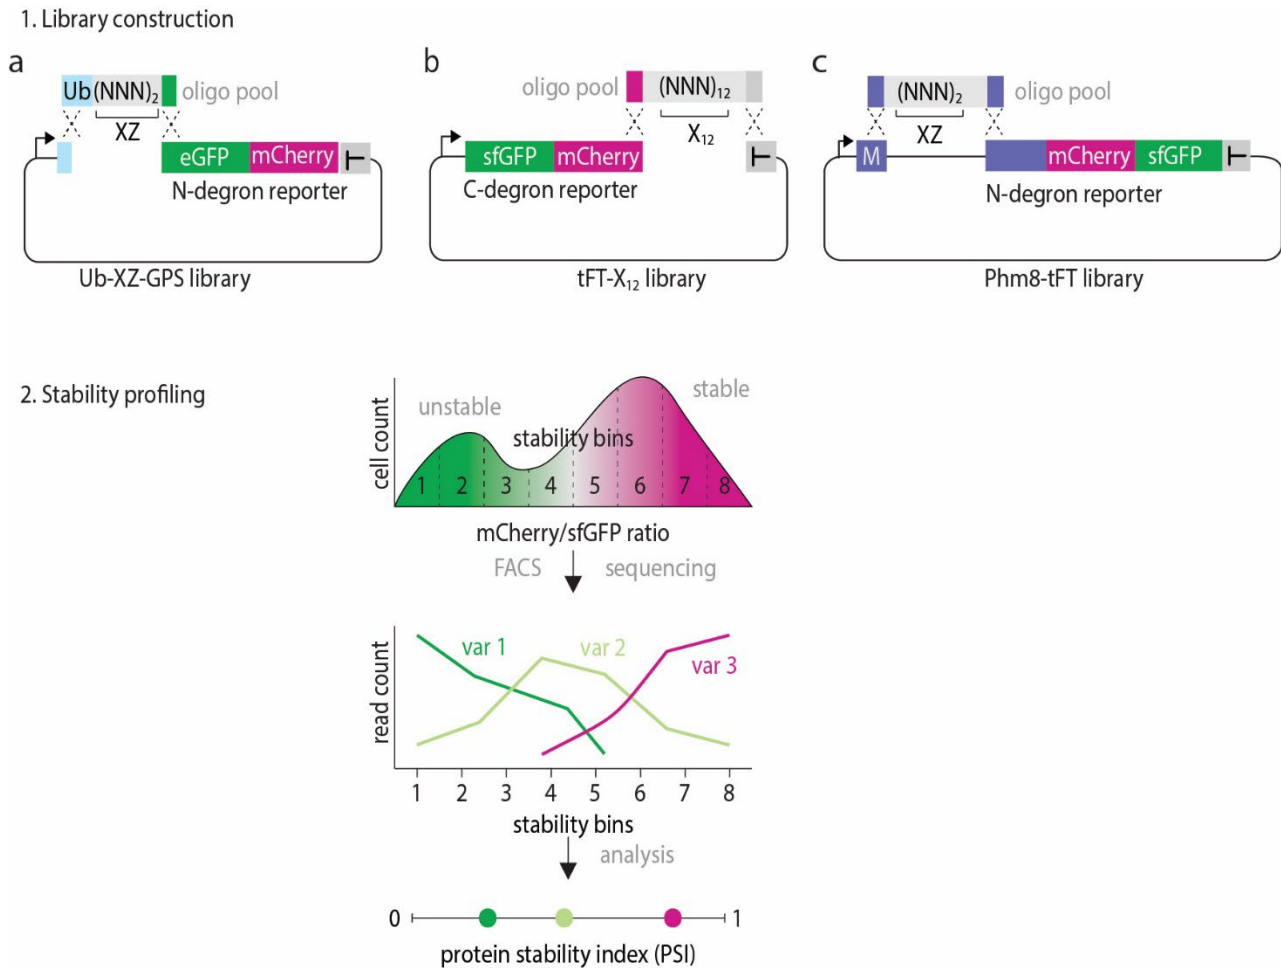 1. Library construction
a
Ub (NNN)₂ oligo pool
XZ
eGFP mCherry
N-degron reporter
Ub-XZ-GPS library
b
oligo pool (NNN)₁₂
X₁₂
sfGFP mCherry
C-degron reporter
tFT-X₁₂ library
c
(NNN)₂ oligo pool
XZ
M mCherry sfGFP
N-degron reporter
Phm8-tFT library
2. Stability profiling
cell count
unstable
stable
stability bins
1 2 3 4 5 6 7 8
mCherry/sfGFP ratio
FACS sequencing
read count
var 1 var 2 var 3
1 2 3 4 5 6 7 8
stability bins
analysis
0 1
protein stability index (PSI)